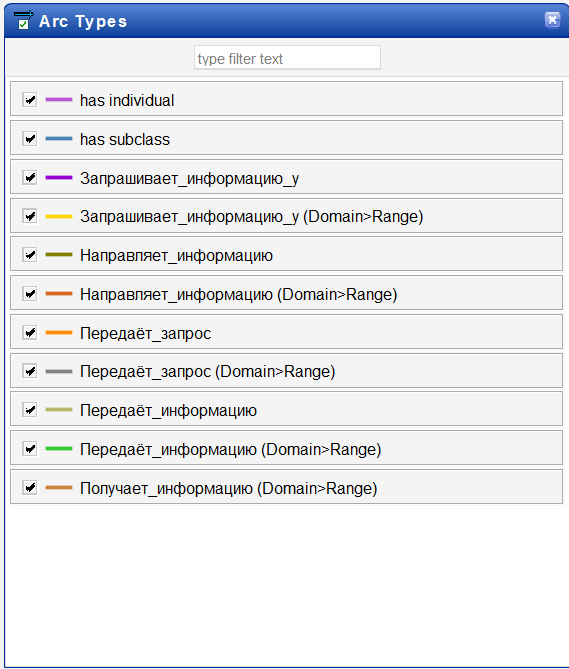 Arc Types
type filter text
has individual
has subclass
Запрашивает_информацию_у
Запрашивает_информацию_у (Domain>Range)
Направляет_информацию
Направляет_информацию (Domain>Range)
Передаёт_запрос
Передаёт_запрос (Domain>Range)
Передаёт_информацию
Передаёт_информацию (Domain>Range)
Получает_информацию (Domain>Range)